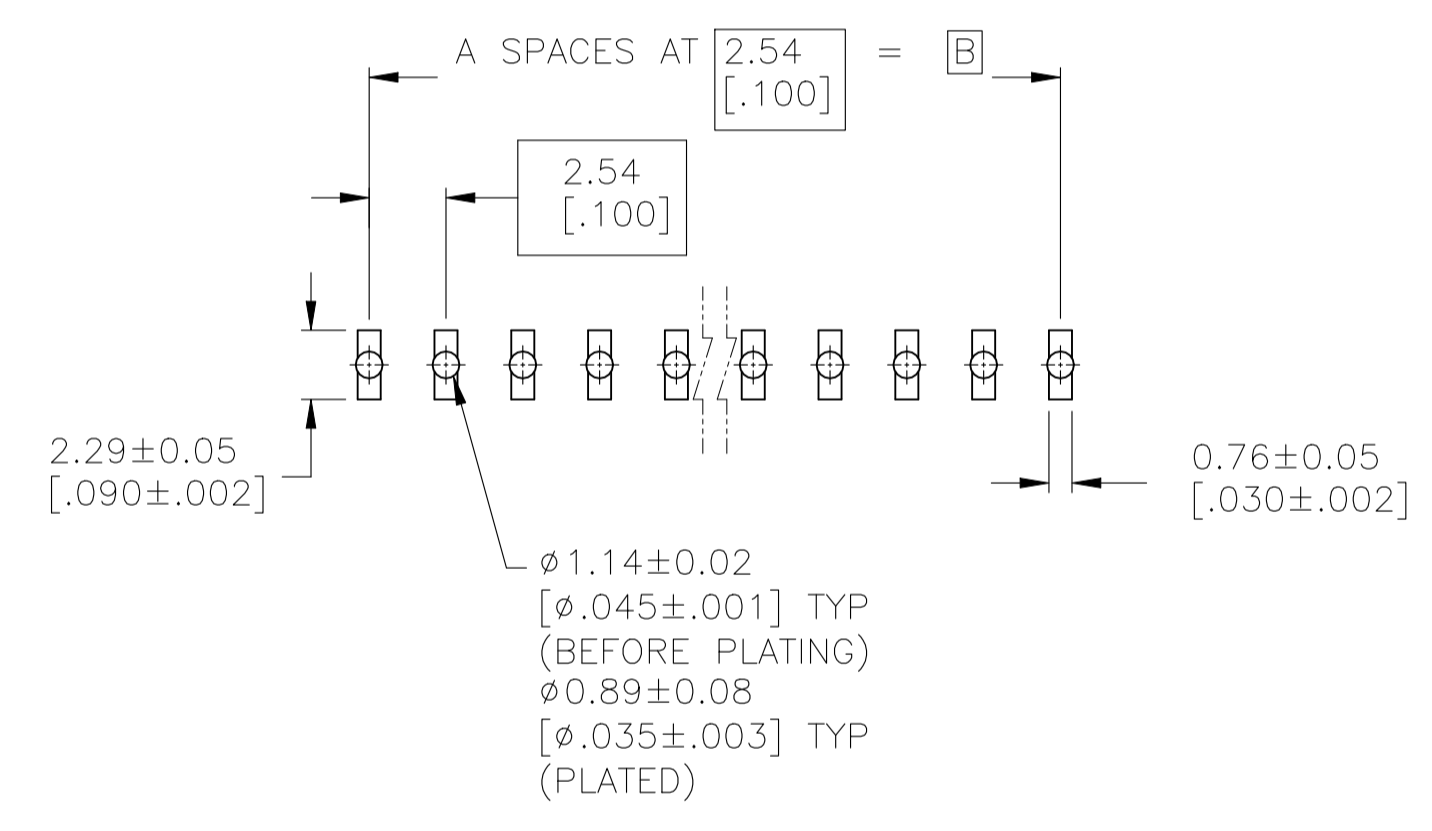 A SPACES AT 2.54 = B
[.100]
2.54
[.100]
2.29±0.05
[.090±.002]
0.76±0.05
[.030±.002]
⌀1.14±0.02
[⌀.045±.001] TYP
(BEFORE PLATING)
⌀0.89±0.08
[⌀.035±.003] TYP
(PLATED)